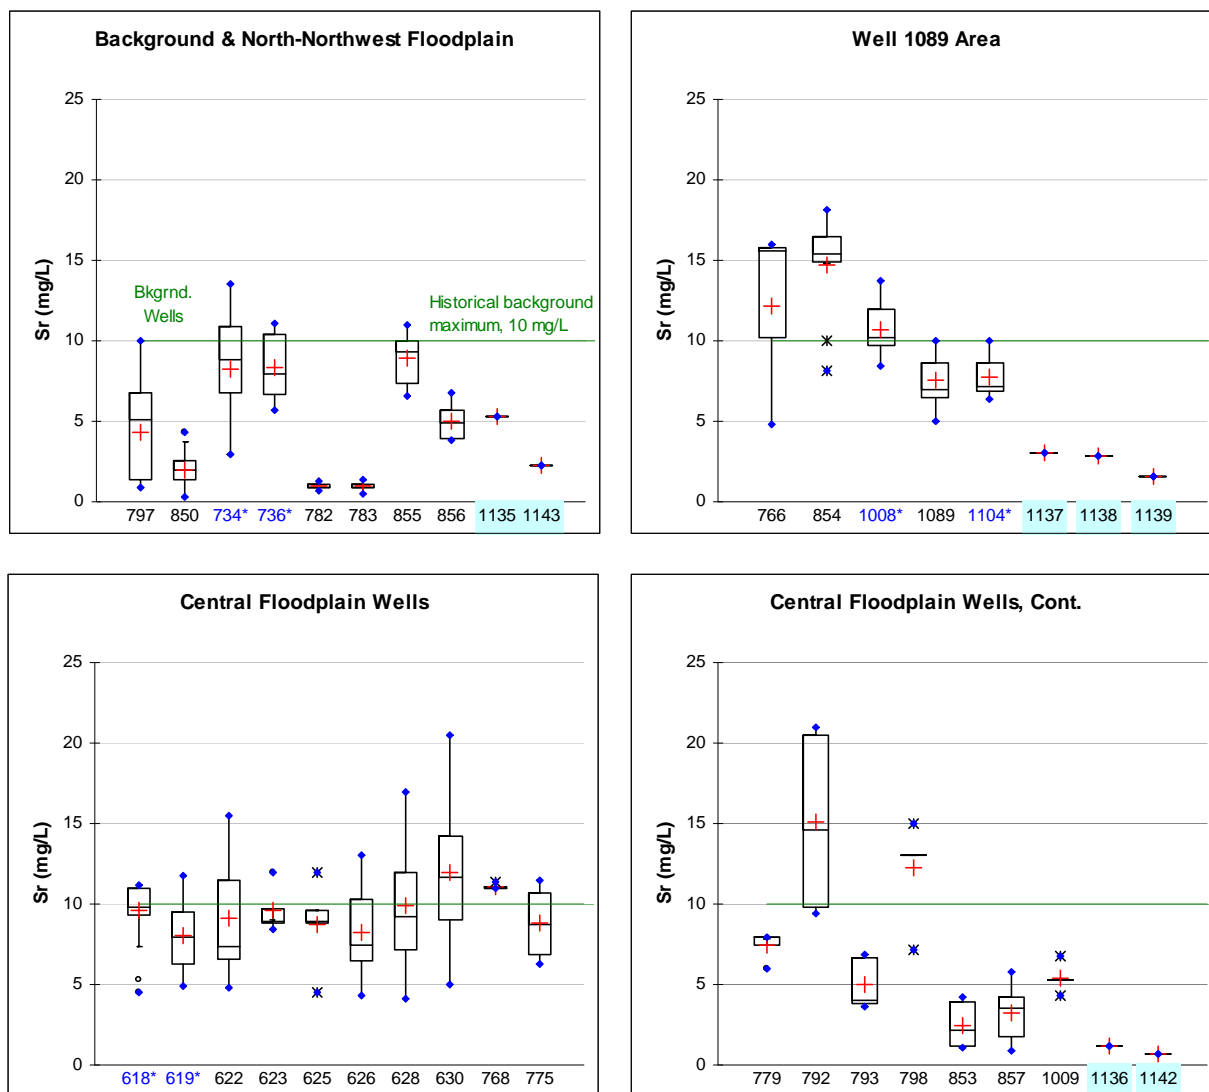 Background & North-Northwest Floodplain
25
20
15
10
5
0
Sr (mg/L)
Bkgrnd.
Wells
Historical background
maximum, 10 mg/L
797 850 734* 736* 782 783 855 856 1135 1143
Well 1089 Area
25
20
15
10
5
0
Sr (mg/L)
766 854 1008* 1089 1104* 1137 1138 1139
Central Floodplain Wells
25
20
15
10
5
0
Sr (mg/L)
618* 619* 622 623 625 626 628 630 768 775
Central Floodplain Wells, Cont.
25
20
15
10
5
0
Sr (mg/L)
779 792 793 798 853 857 1009 1136 1142